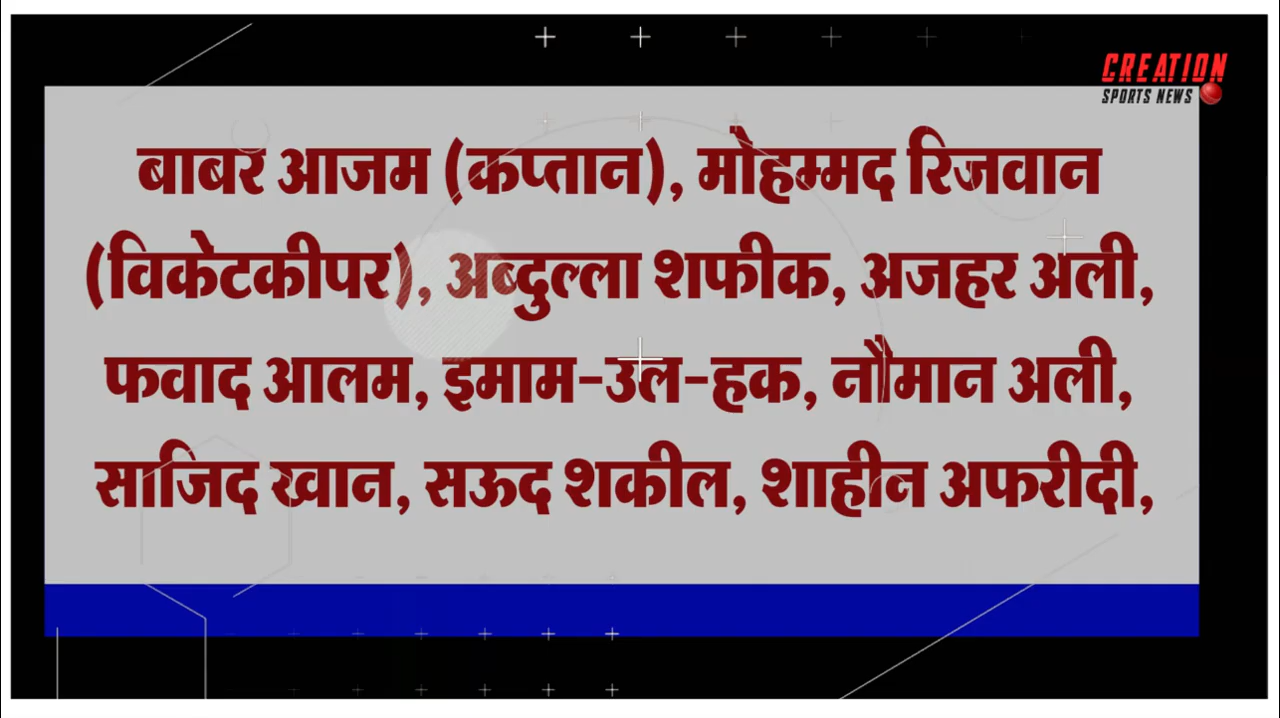 CREATION
SPORTS NEWS
बाबर आजम (कप्तान), मोहम्मद रिजवान
(विकेटकीपर), अब्दुल्ला शफीक, अजहर अली,
फवाद आलम, इमाम-उल-हक, नौमान अली,
साजिद खान, सऊद शकील, शाहीन अफरीदी,